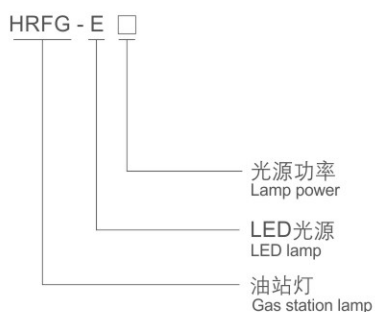 HRFG - E □
光源功率
Lamp power
LED光源
LED lamp
油站灯
Gas station lamp